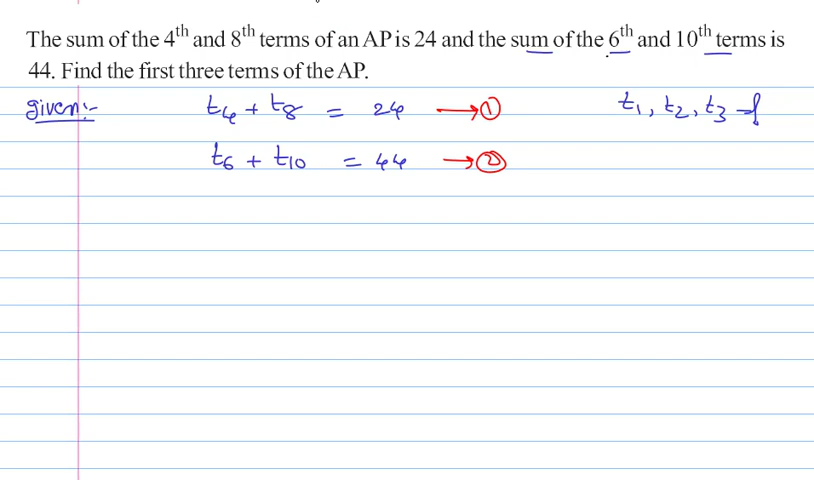 The sum of the 4th and 8th terms of an AP is 24 and the sum of the 6th and 10th terms is
44. Find the first three terms of the AP.
given:- t4 + t8 = 24 → ① t1, t2, t3 = ?
t6 + t10 = 44 → ②